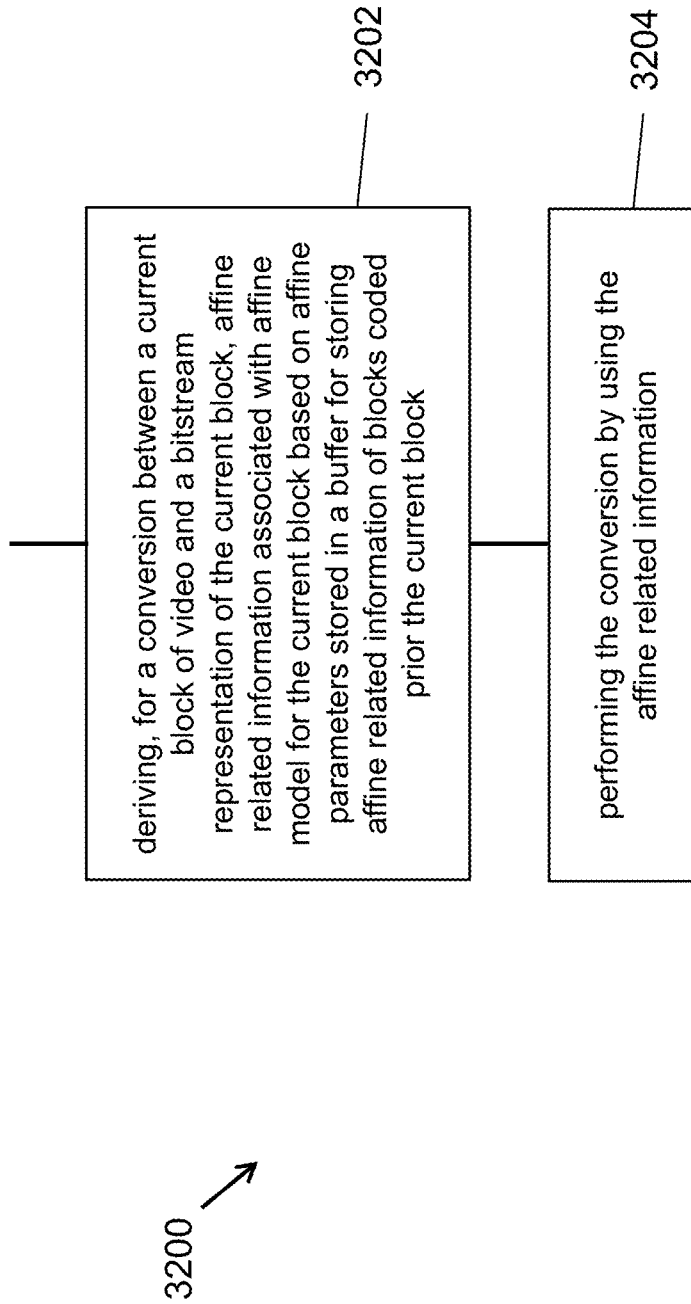 3200
deriving, for a conversion between a current
block of video and a bitstream
representation of the current block, affine
related information associated with affine
model for the current block based on affine
parameters stored in a buffer for storing
affine related information of blocks coded
prior the current block
3202
performing the conversion by using the
affine related information
3204